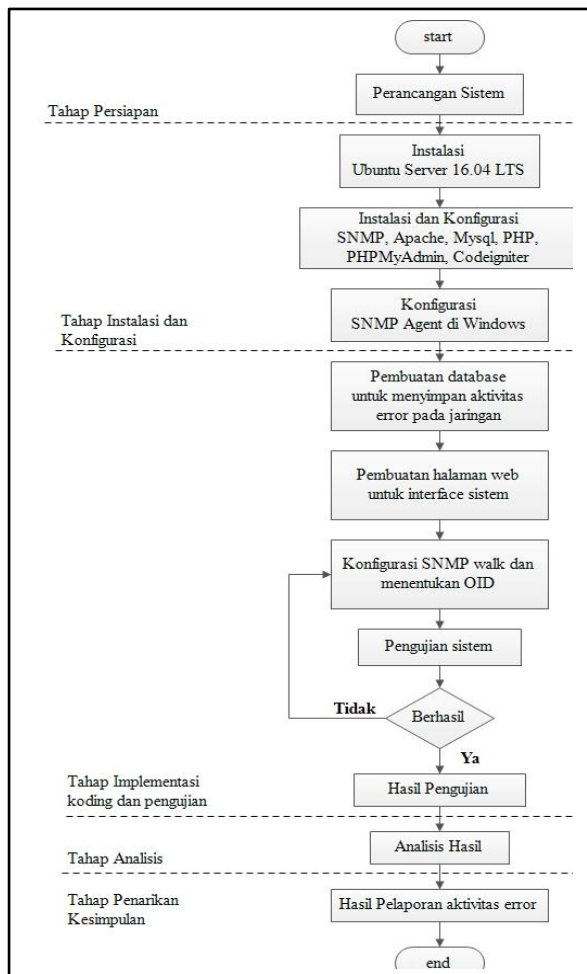 start
Perancangan Sistem
Tahap Persiapan
Instalasi
Ubuntu Server 16.04 LTS
Instalasi dan Konfigurasi
SNMP, Apache, Mysql, PHP,
PHPMyAdmin, Codeigniter
Konfigurasi
SNMP Agent di Windows
Tahap Instalasi dan
Konfigurasi
Pembuatan database
untuk menyimpan aktivitas
error pada jaringan
Pembuatan halaman web
untuk interface sistem
Konfigurasi SNMP walk dan
menentukan OID
Pengujian sistem
Tidak
Berhasil
Ya
Tahap Implementasi
koding dan pengujian
Hasil Pengujian
Analisis Hasil
Tahap Analisis
Tahap Penarikan
Kesimpulan
Hasil Pelaporan aktivitas error
end